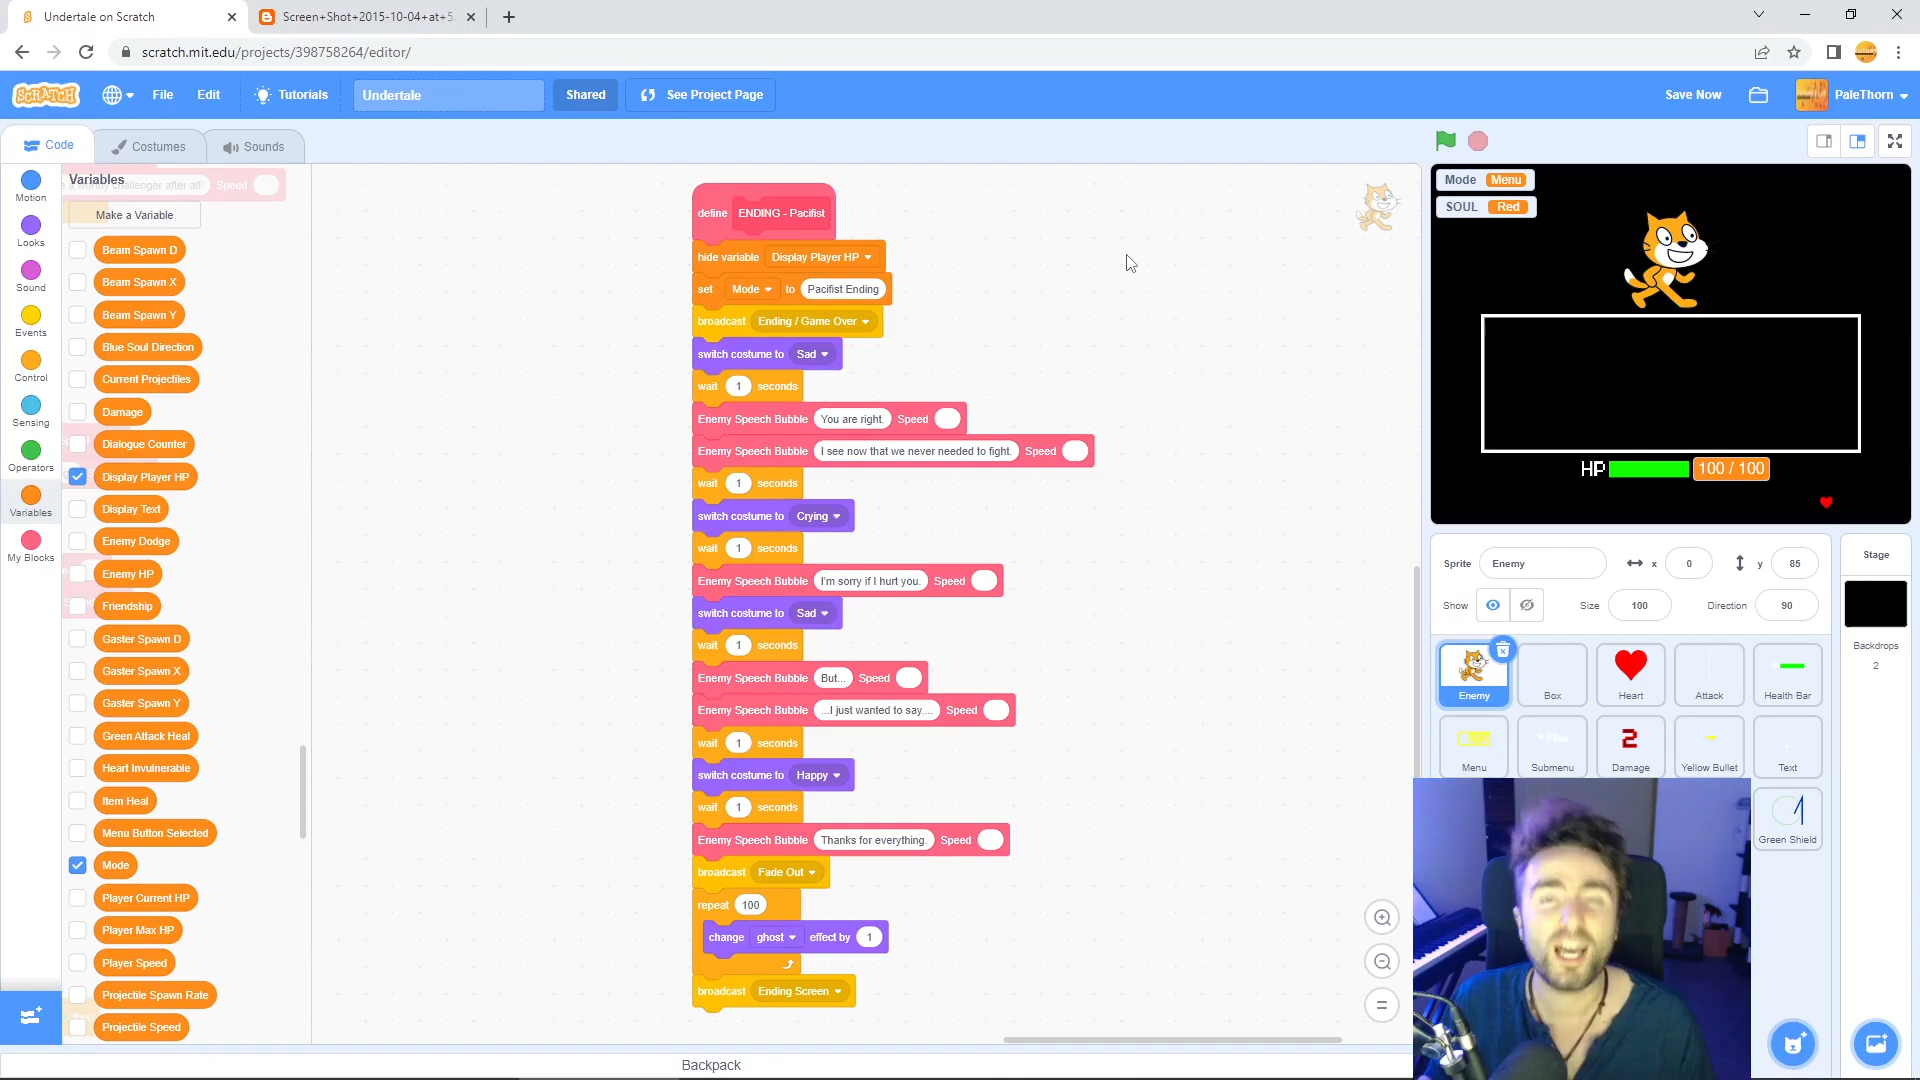 Undertale on Scratch
Screen+Shot+2015-10-04+at+5.
scratch.mit.edu/projects/398758264/editor/
SCRATCH
File
Edit
Tutorials
Undertale
Shared
See Project Page
Save Now
PaleThorn
Code
Costumes
Sounds
Motion
Looks
Sound
Events
Control
Sensing
Operators
Variables
My Blocks
Variables
a worthy challenger after all!
Speed
Make a Variable
Beam Spawn D
Beam Spawn X
Beam Spawn Y
Blue Soul Direction
Current Projectiles
Damage
Dialogue Counter
Display Player HP
Display Text
Enemy Dodge
Enemy HP
Friendship
Gaster Spawn D
Gaster Spawn X
Gaster Spawn Y
Green Attack Heal
Heart Invulnerable
Item Heal
Menu Button Selected
Mode
Player Current HP
Player Max HP
Player Speed
Projectile Spawn Rate
Projectile Speed
define ENDING - Pacifist
hide variable Display Player HP
set Mode to Pacifist Ending
broadcast Ending / Game Over
switch costume to Sad
wait 1 seconds
Enemy Speech Bubble You are right. Speed
Enemy Speech Bubble I see now that we never needed to fight. Speed
wait 1 seconds
switch costume to Crying
wait 1 seconds
Enemy Speech Bubble I'm sorry if I hurt you. Speed
switch costume to Sad
wait 1 seconds
Enemy Speech Bubble But... Speed
Enemy Speech Bubble ...I just wanted to say.... Speed
wait 1 seconds
switch costume to Happy
wait 1 seconds
Enemy Speech Bubble Thanks for everything. Speed
broadcast Fade Out
repeat 100
change ghost effect by 1
broadcast Ending Screen
Backpack
Mode Menu
SOUL Red
HP 100 / 100
Sprite Enemy x 0 y 85
Show Size 100 Direction 90
Stage
Backdrops
2
Enemy
Box
Heart
Attack
Health Bar
Flee
2
Menu
Submenu
Damage
Yellow Bullet
Text
Green Shield